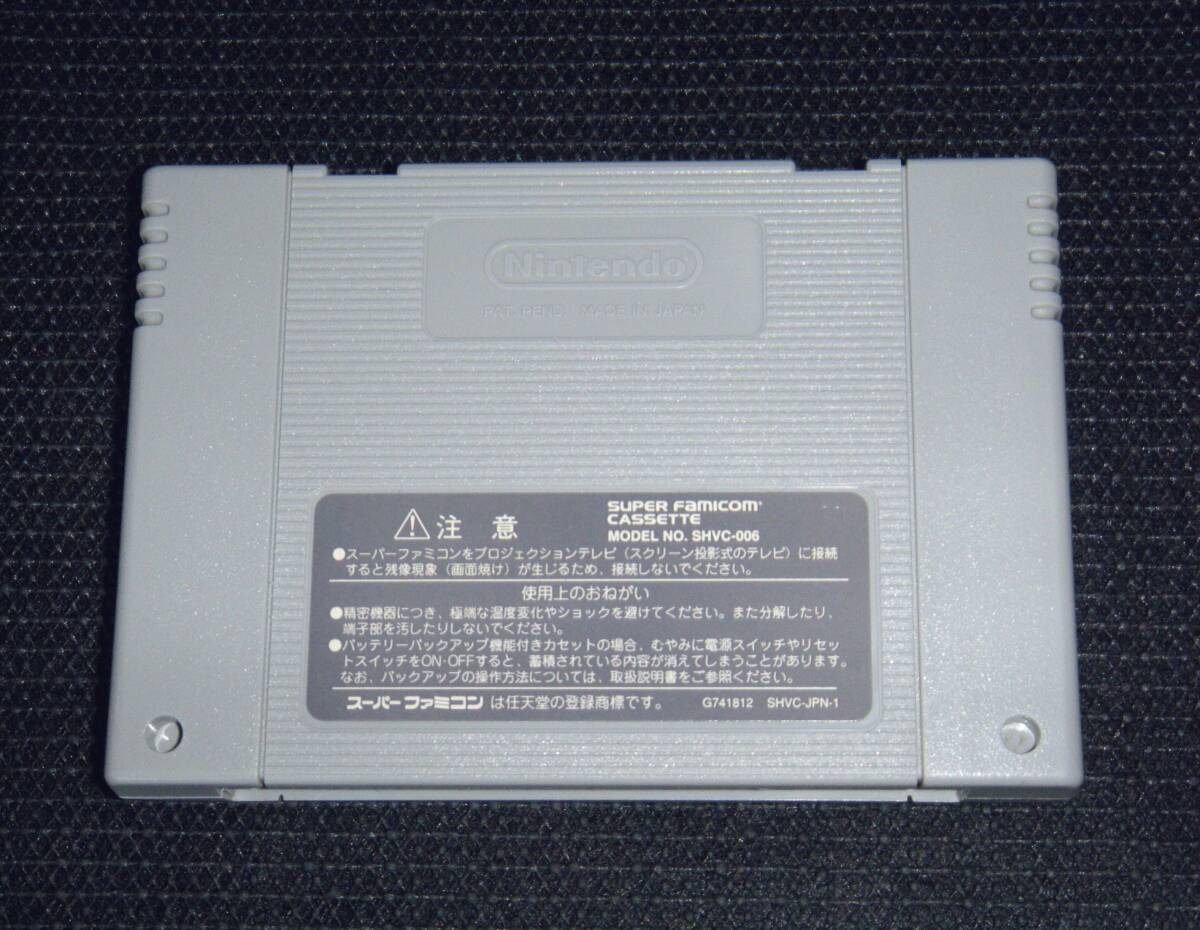 Nintendo
PAT. PEND. MADE IN JAPAN
注意
SUPER FAMICOM
CASSETTE
MODEL NO. SHVC-006
●スーパーファミコンをプロジェクションテレビ（スクリーン投影式のテレビ）に接続
すると残像現象（画面焼け）が生じるため、接続しないでください。
使用上のおねがい
●精密機器につき、極端な温度変化やショックを避けてください。また分解したり、
端子部を汚したりしないでください。
●バッテリーバックアップ機能付きカセットの場合、むやみに電源スイッチやリセッ
トスイッチをON・OFFすると、蓄積されている内容が消えてしまうことがあります。
なお、バックアップの操作方法については、取扱説明書をご参照ください。
スーパーファミコン は任天堂の登録商標です。 G741812 SHVC-JPN-1